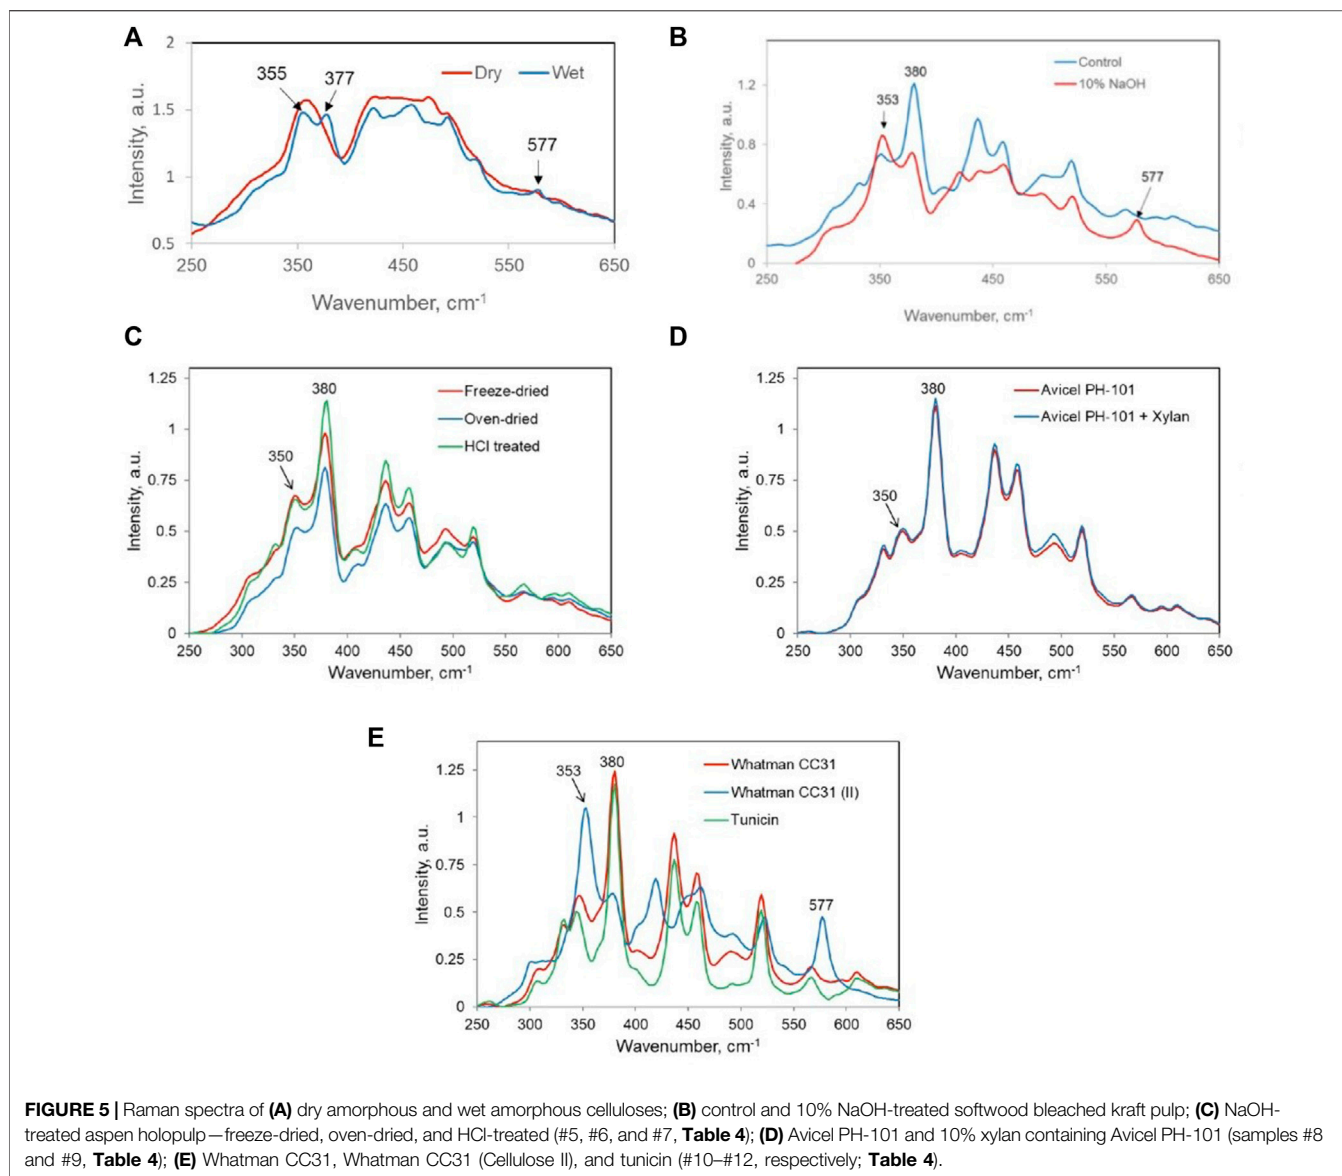 A
2
1.5
1
0.5
Intensity, a.u.
355
377
577
Dry
Wet
250 350 450 550 650
Wavenumber, cm-1
B
1.2
0.8
0.4
0
Intensity, a.u.
353
380
577
Control
10% NaOH
250 350 450 550 650
Wavenumber, cm-1
C
1.25
1
0.75
0.5
0.25
0
Intensity, a.u.
350
380
Freeze-dried
Oven-dried
HCl treated
250 300 350 400 450 500 550 600 650
Wavenumber, cm-1
D
1.25
1
0.75
0.5
0.25
0
Intensity, a.u.
350
380
Avicel PH-101
Avicel PH-101 + Xylan
250 300 350 400 450 500 550 600 650
Wavenumber, cm-1
E
1.25
1
0.75
0.5
0.25
0
Intensity, a.u.
353
380
577
Whatman CC31
Whatman CC31 (II)
Tunicin
250 300 350 400 450 500 550 600 650
Wavenumber, cm-1
FIGURE 5 | Raman spectra of (A) dry amorphous and wet amorphous celluloses; (B) control and 10% NaOH-treated softwood bleached kraft pulp; (C) NaOH-
treated aspen holopulp—freeze-dried, oven-dried, and HCl-treated (#5, #6, and #7, Table 4); (D) Avicel PH-101 and 10% xylan containing Avicel PH-101 (samples #8
and #9, Table 4); (E) Whatman CC31, Whatman CC31 (Cellulose II), and tunicin (#10–#12, respectively; Table 4).